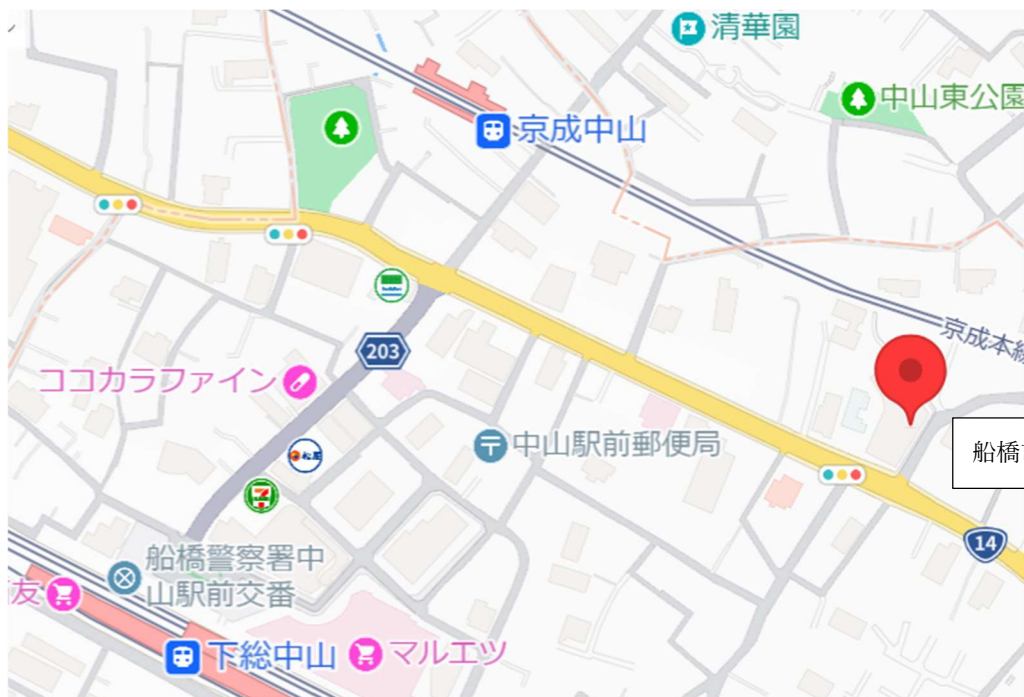 清華園
中山東公園
京成中山
京成本線
203
ココカラファイン
中山駅前郵便局
松屋
船橋
14
船橋警察署中
山駅前交番
友
下総中山
マルエツ